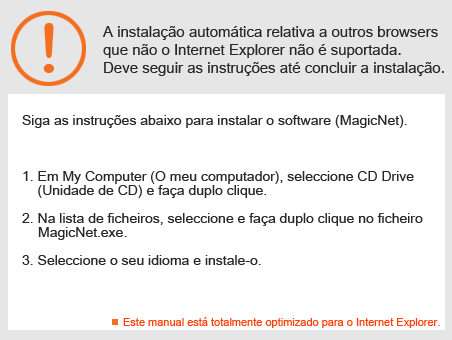 A instalação automática relativa a outros browsers
que não o Internet Explorer não é suportada.
Deve seguir as instruções até concluir a instalação.
Siga as instruções abaixo para instalar o software (MagicNet).
1. Em My Computer (O meu computador), seleccione CD Drive
(Unidade de CD) e faça duplo clique.
2. Na lista de ficheiros, seleccione e faça duplo clique no ficheiro
MagicNet.exe.
3. Seleccione o seu idioma e instale-o.
Este manual está totalmente optimizado para o Internet Explorer.